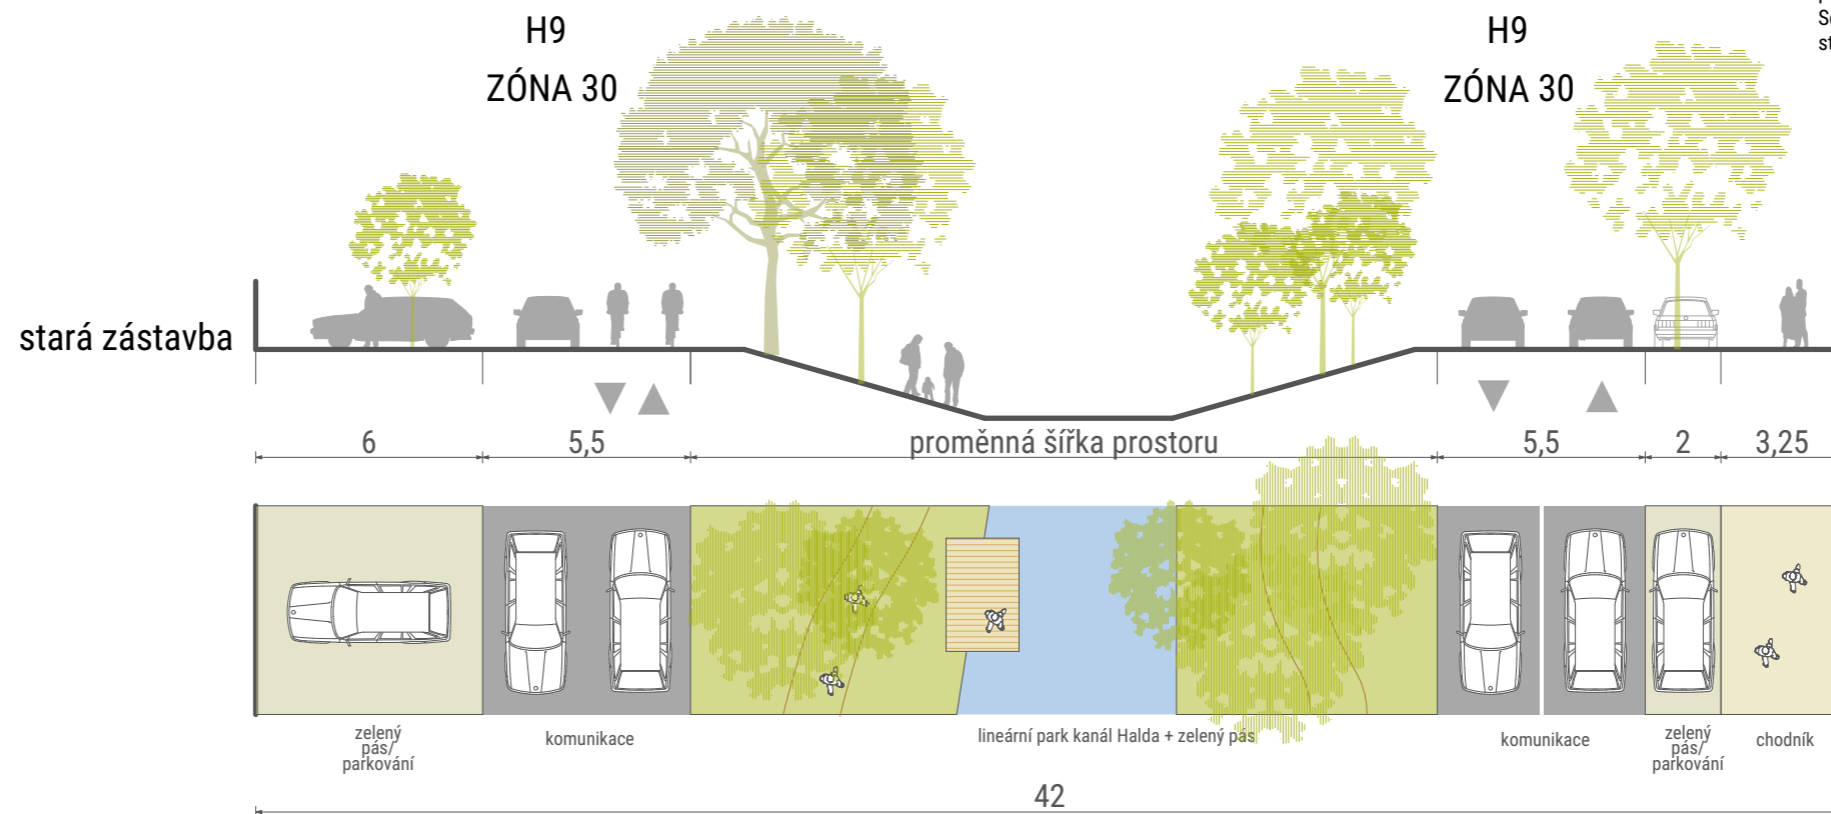 H9
ZÓNA 30
H9
ZÓNA 30
stará zástavba
6
5,5
proměnná šířka prostoru
5,5
2
3,25
zelený
pás/
parkování
komunikace
lineární park kanál Halda + zelený pás
komunikace
zelený
pás/
parkování
chodník
42